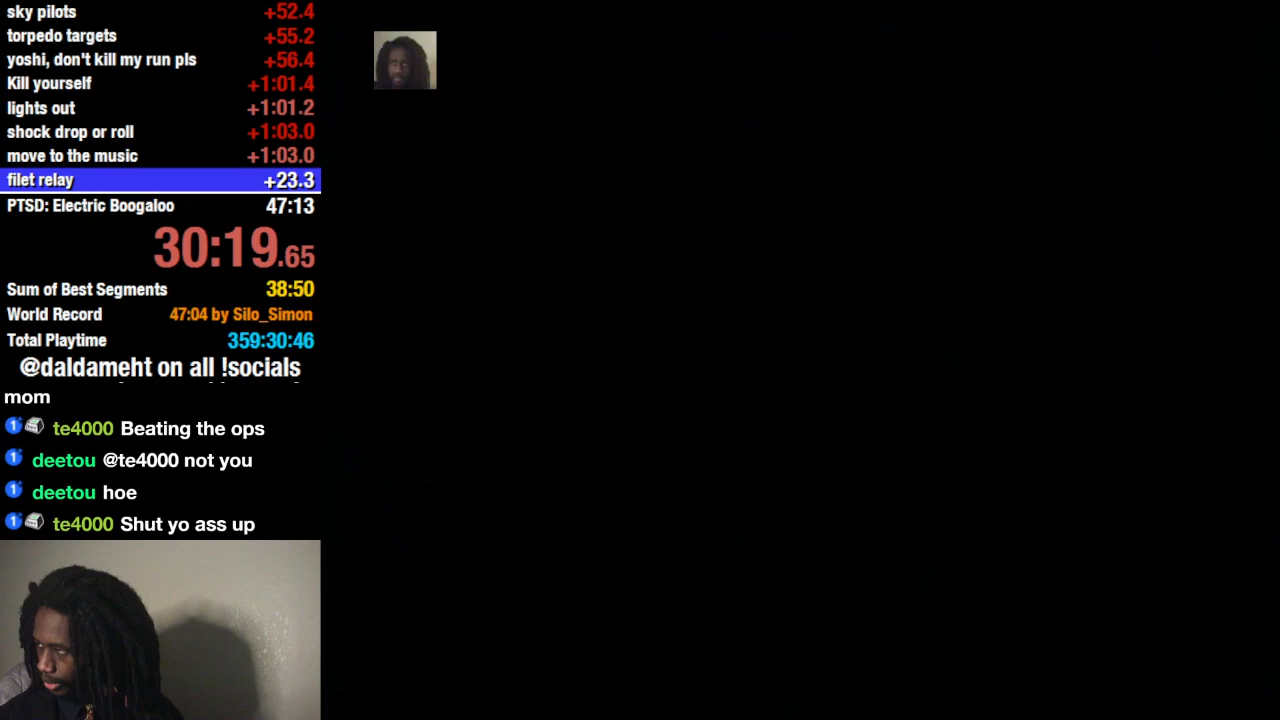 sky pilots +52.4
torpedo targets +55.2
yoshi, don't kill my run pls +56.4
Kill yourself +1:01.4
lights out +1:01.2
shock drop or roll +1:03.0
move to the music +1:03.0
filet relay +23.3
PTSD: Electric Boogaloo 47:13
30:19.65
Sum of Best Segments 38:50
World Record 47:04 by Silo_Simon
Total Playtime 359:30:46
@daldameht on all !socials
mom
te4000 Beating the ops
deetou @te4000 not you
deetou hoe
te4000 Shut yo ass up